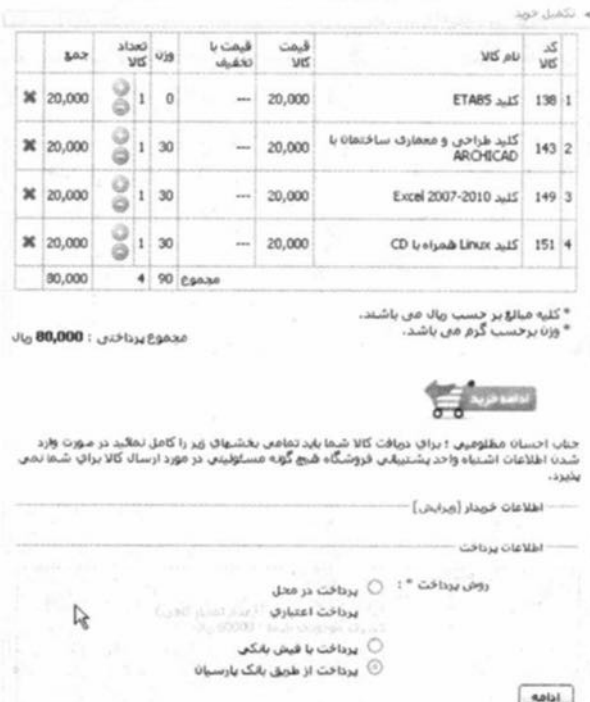 تکمیل خرید
کد کالا نام کالا قیمت کالا قیمت با تخفیف وزن تعداد کالا جمع
1 138 کلید ETABS 20,000 --- 0 1 20,000
2 143 کلید طراحی و معماری ساختمان با ARCHICAD 20,000 --- 30 1 20,000
3 149 کلید Excel 2007-2010 20,000 --- 30 1 20,000
4 151 کلید Linux همراه با CD 20,000 --- 30 1 20,000
مجموع 90 4 80,000
* کلیه مبالغ بر حسب ریال می باشند.
* وزن برحسب گرم می باشد.
مجموع پرداختی : 80,000 ریال
ادامه خرید
جناب احسان مظلومیی ؛ برای دریافت کالا شما باید تمامی بخشهای زیر را کامل نمائید در صورت وارد
شدن اطلاعات اشتباه واحد پشتیبانی فروشگاه هیچ گونه مسئولیتی در مورد ارسال کالا برای شما نمی
پذیرد.
اطلاعات خریدار [ویرایش]
اطلاعات پرداخت
روش پرداخت * : پرداخت در محل
پرداخت اعتباری
پرداخت با فیش بانکی
پرداخت از طریق بانک پارسیان
ادامه